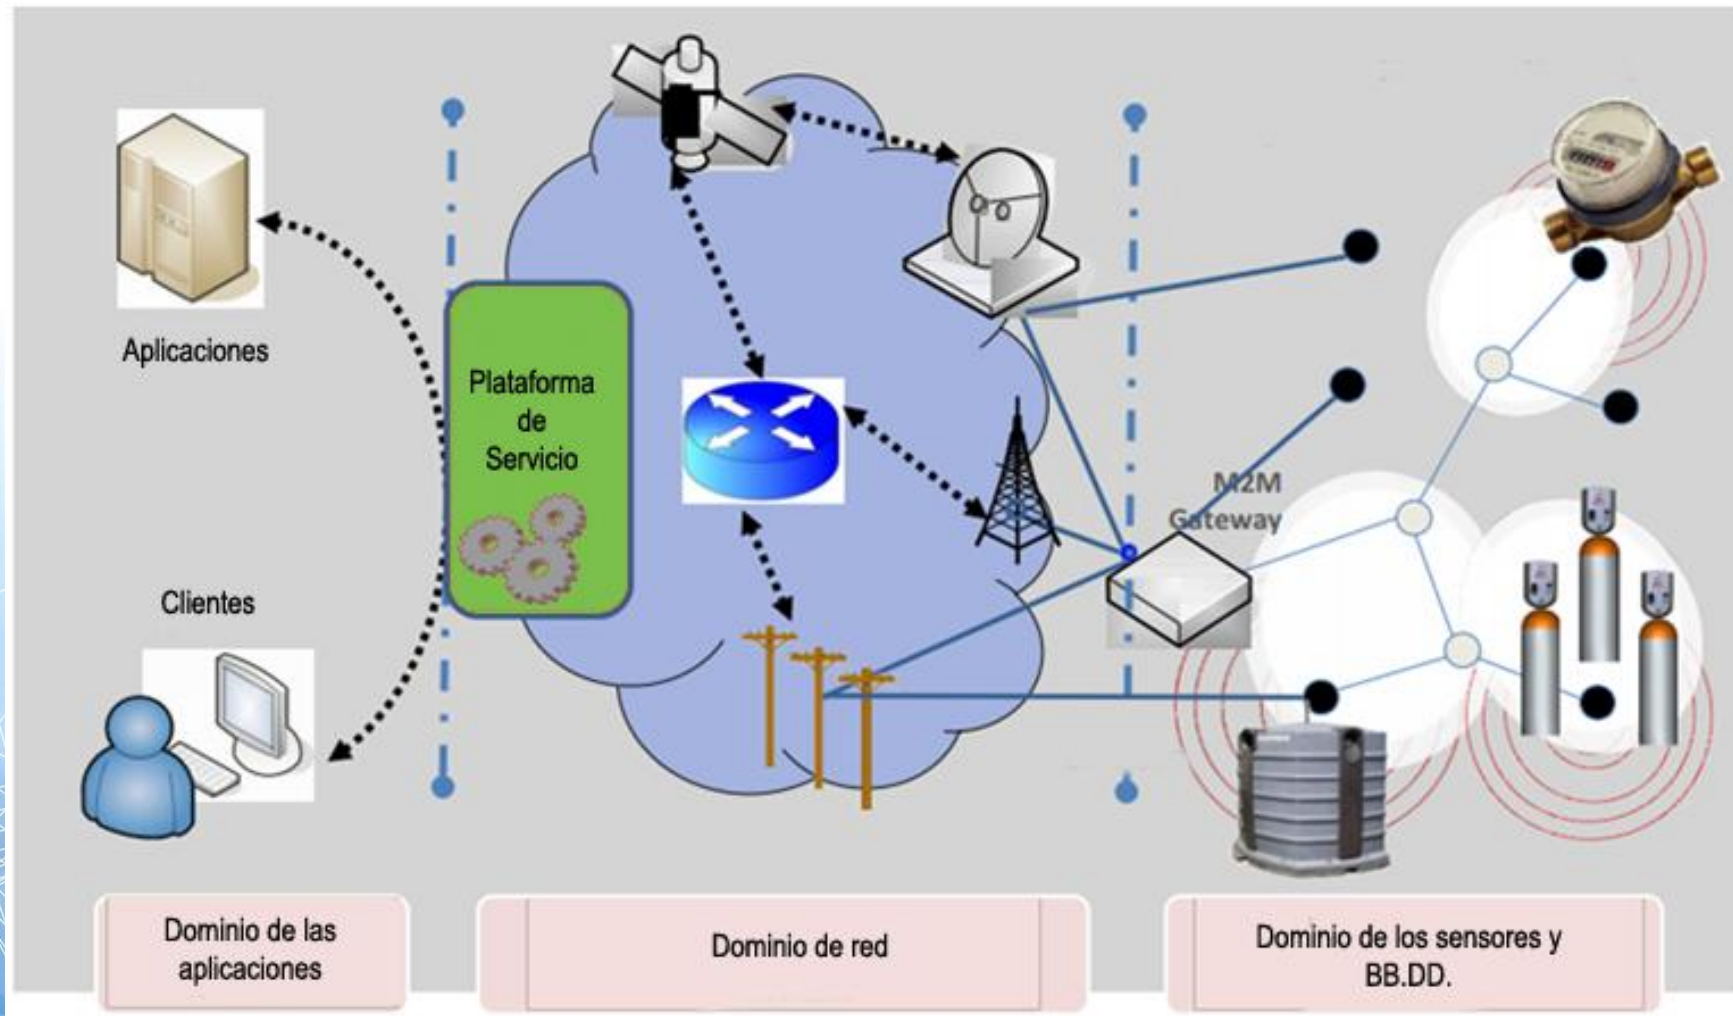 Aplicaciones
Plataforma
de
Servicio
M2M
Gateway
Clientes
Dominio de las
aplicaciones
Dominio de red
Dominio de los sensores y
BB.DD.